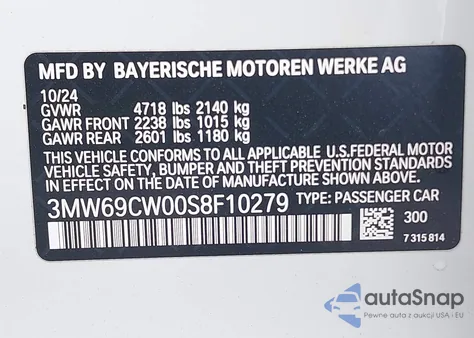 MFD BY BAYERISCHE MOTOREN WERKE AG
10/24
GVWR 4718 lbs 2140 kg
GAWR FRONT 2238 lbs 1015 kg
GAWR REAR 2601 lbs 1180 kg
THIS VEHICLE CONFORMS TO ALL APPLICABLE U.S.FEDERAL MOTOR
VEHICLE SAFETY, BUMPER AND THEFT PREVENTION STANDARDS IN
EFFECT ON THE DATE OF MANUFACTURE SHOWN ABOVE.
3MW69CW00S8F10279 TYPE: PASSENGER CAR
300
7 315 814
autoSnap
Pewne auta z aukcji USA i EU